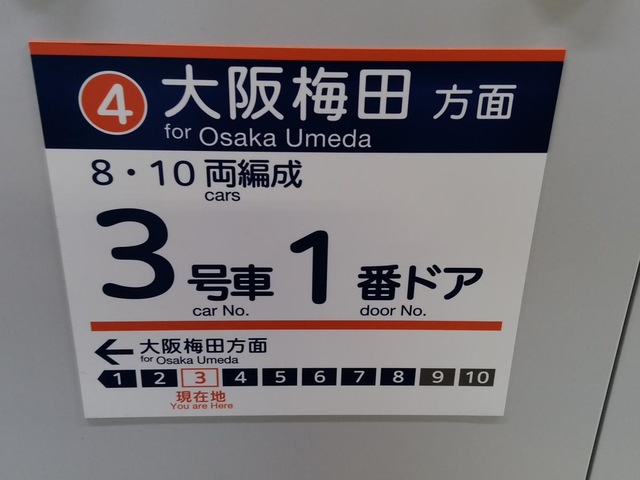 4 大阪梅田 方面
for Osaka Umeda
8・10両編成
cars
3号車 1番ドア
car No. door No.
← 大阪梅田方面
for Osaka Umeda
1 2 3 4 5 6 7 8 9 10
現在地
You are Here